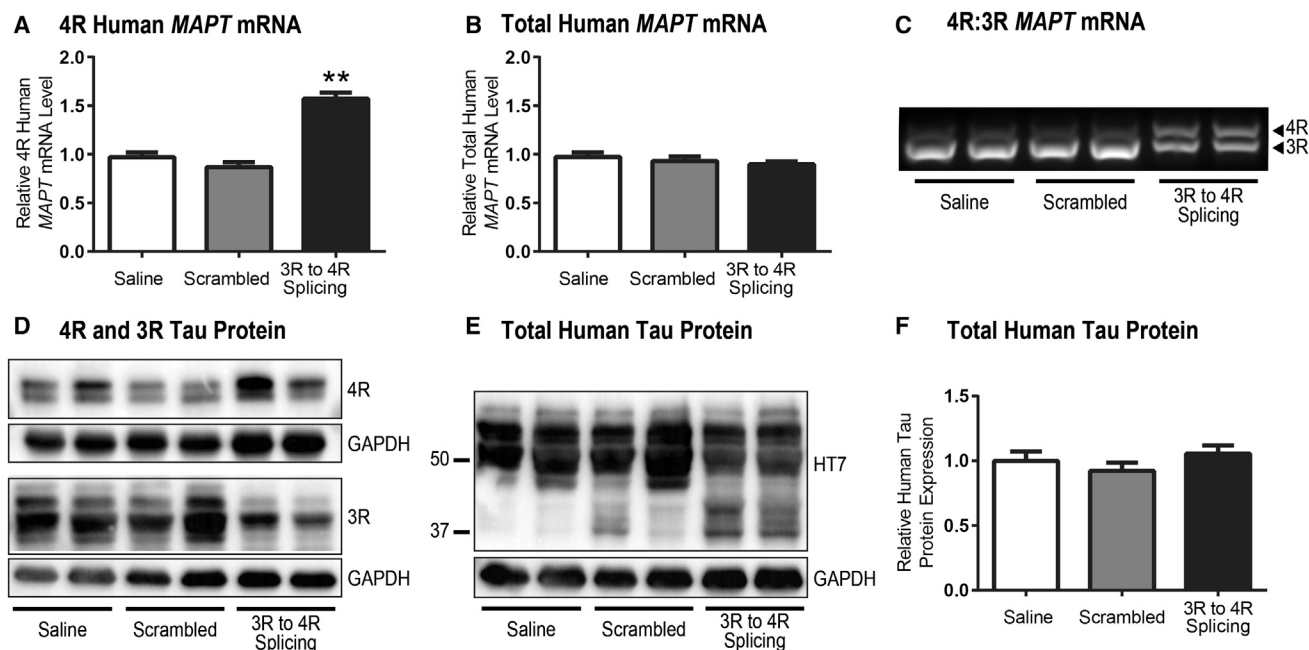 A 4R Human MAPT mRNA
Relative 4R Human
MAPT mRNA Level
2.0
1.5
1.0
0.5
0.0
**
Saline
Scrambled
3R to 4R
Splicing
B Total Human MAPT mRNA
Relative Total Human
MAPT mRNA Level
2.0
1.5
1.0
0.5
0.0
Saline
Scrambled
3R to 4R
Splicing
C 4R:3R MAPT mRNA
4R
3R
Saline
Scrambled
3R to 4R
Splicing
D 4R and 3R Tau Protein
4R
GAPDH
3R
GAPDH
Saline
Scrambled
3R to 4R
Splicing
E Total Human Tau Protein
50
37
HT7
GAPDH
Saline
Scrambled
3R to 4R
Splicing
F Total Human Tau Protein
Relative Human Tau
Protein Expression
1.5
1.0
0.5
0.0
Saline
Scrambled
3R to 4R
Splicing